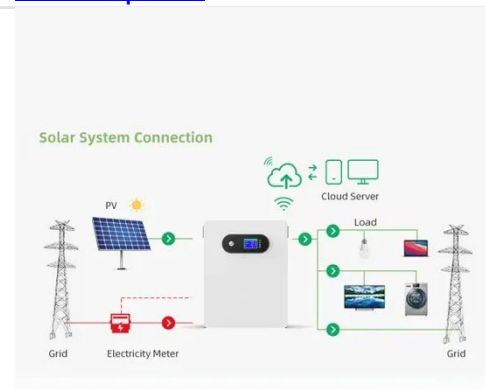 Solar System Connection
Cloud Server
PV
Load
Grid
Electricity Meter
Grid